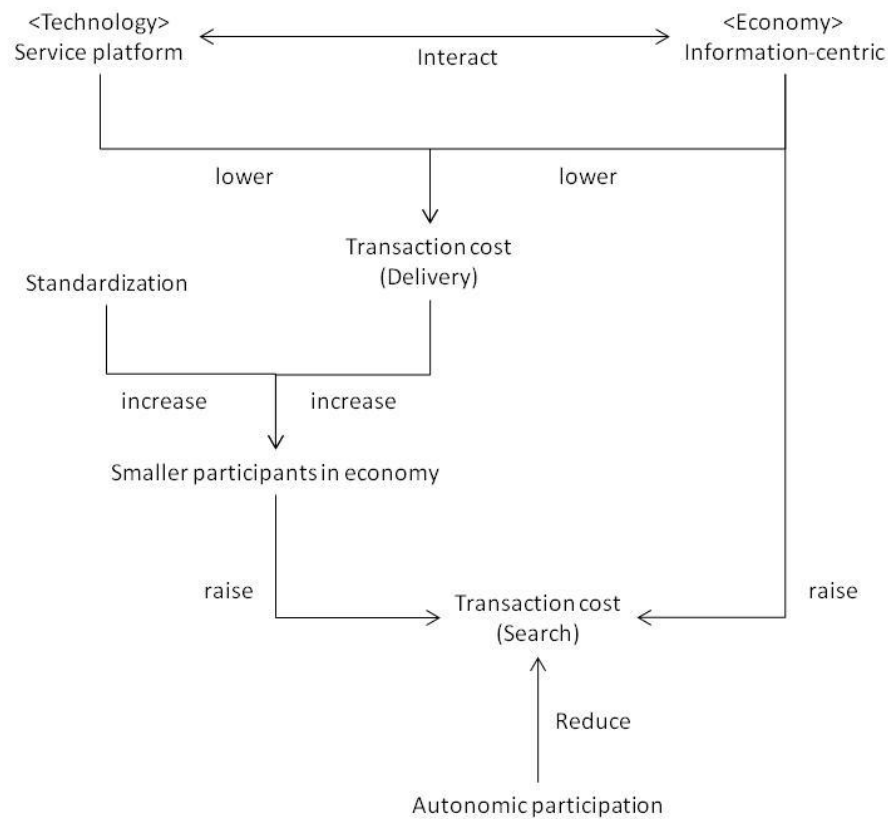 <Technology>
Service platform
<Economy>
Information-centric
Interact
lower
lower
Transaction cost
(Delivery)
Standardization
increase
increase
Smaller participants in economy
raise
Transaction cost
(Search)
raise
Reduce
Autonomic participation